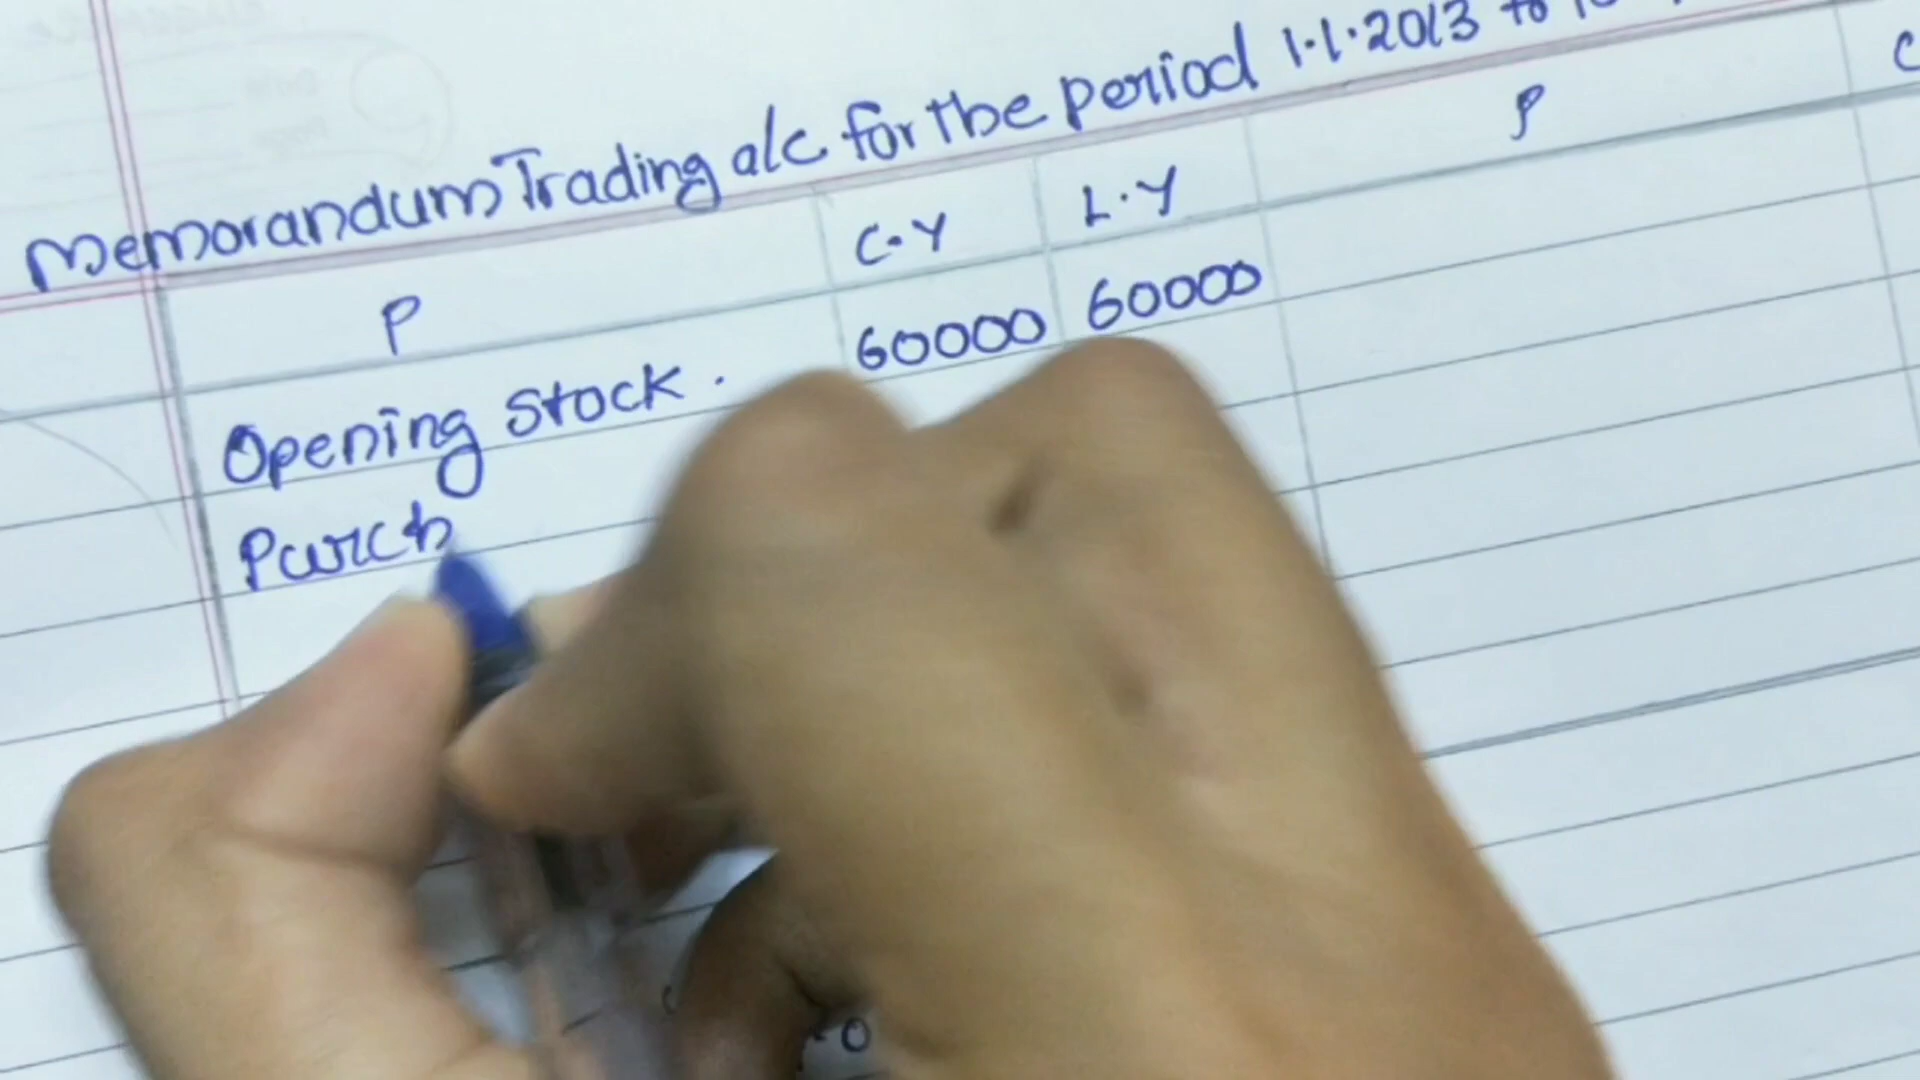 Memorandum Trading a/c for the period 1.1.2013 to
P C.Y L.Y P C
Opening stock. 60000 60000
Purch